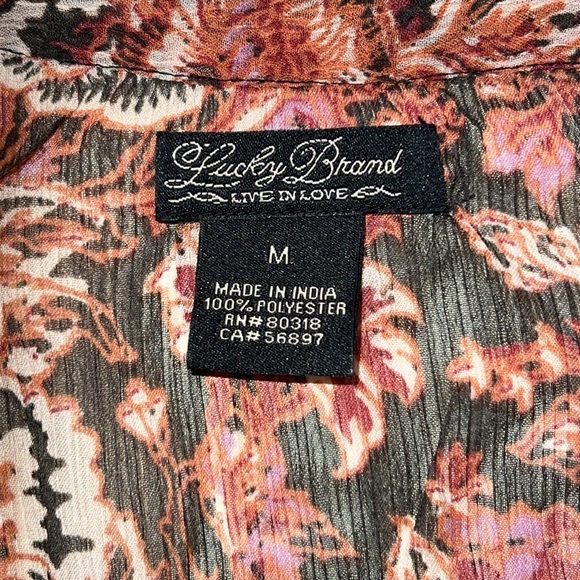 Lucky Brand
LIVE IN LOVE
M
MADE IN INDIA
100% POLYESTER
RN# 80318
CA# 56897